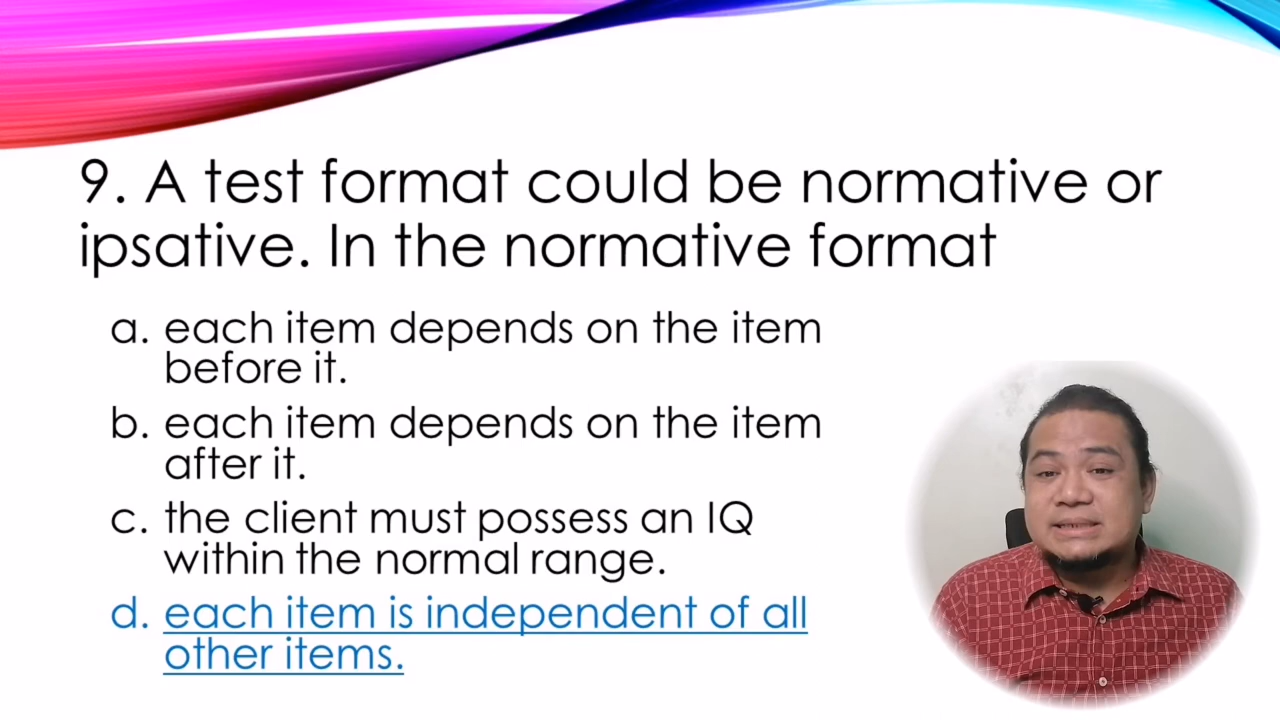 9. A test format could be normative or
ipsative. In the normative format
a. each item depends on the item
before it.
b. each item depends on the item
after it.
c. the client must possess an IQ
within the normal range.
d. each item is independent of all
other items.